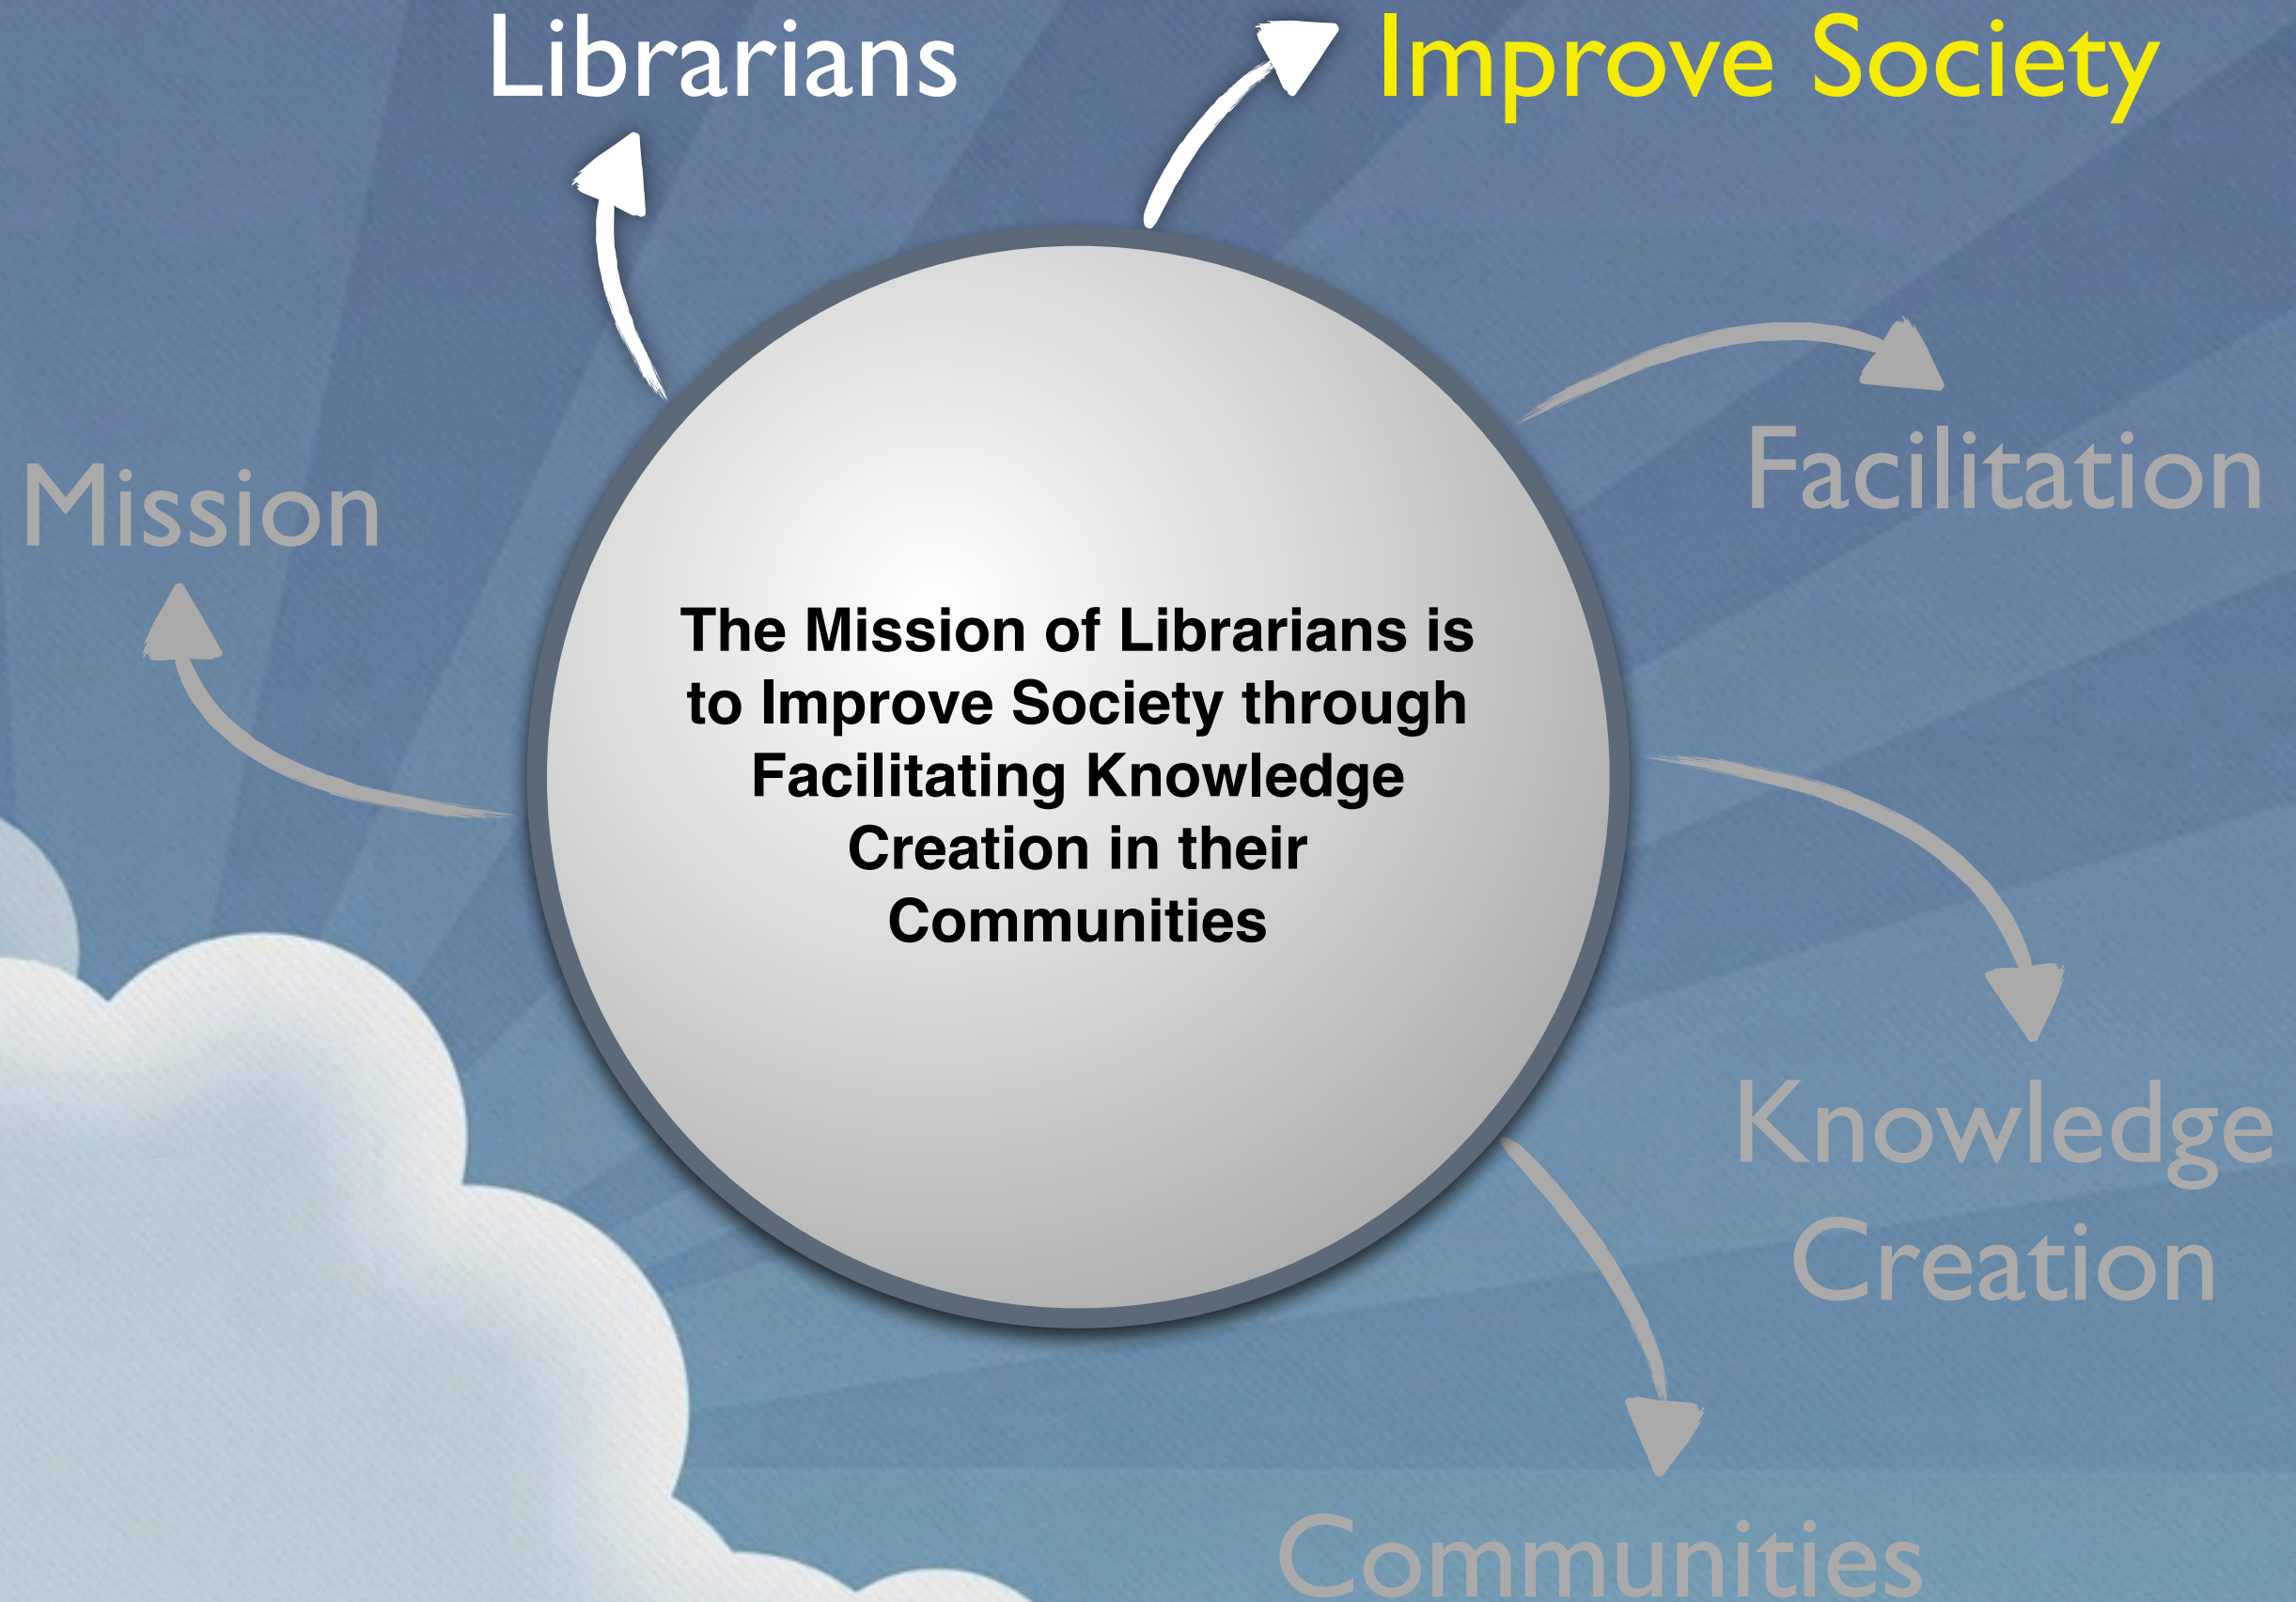 Librarians
Improve Society
Mission
Facilitation
The Mission of Librarians is
to Improve Society through
Facilitating Knowledge
Creation in their
Communities
Knowledge
Creation
Communities